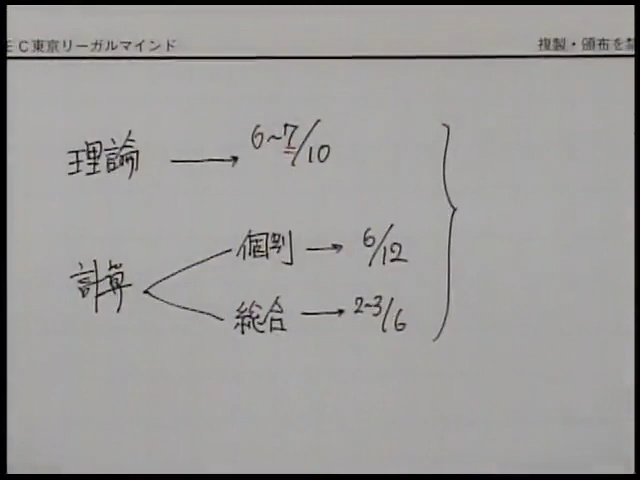 EC東京リーガルマインド
複製・頒布を禁
理論 → 6~7/10
個別 → 6/12
計算
総合 → 2-3/6